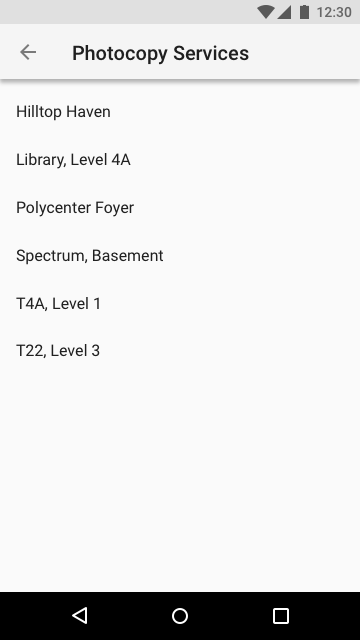 12:30
Photocopy Services
Hilltop Haven
Library, Level 4A
Polycenter Foyer
Spectrum, Basement
T4A, Level 1
T22, Level 3